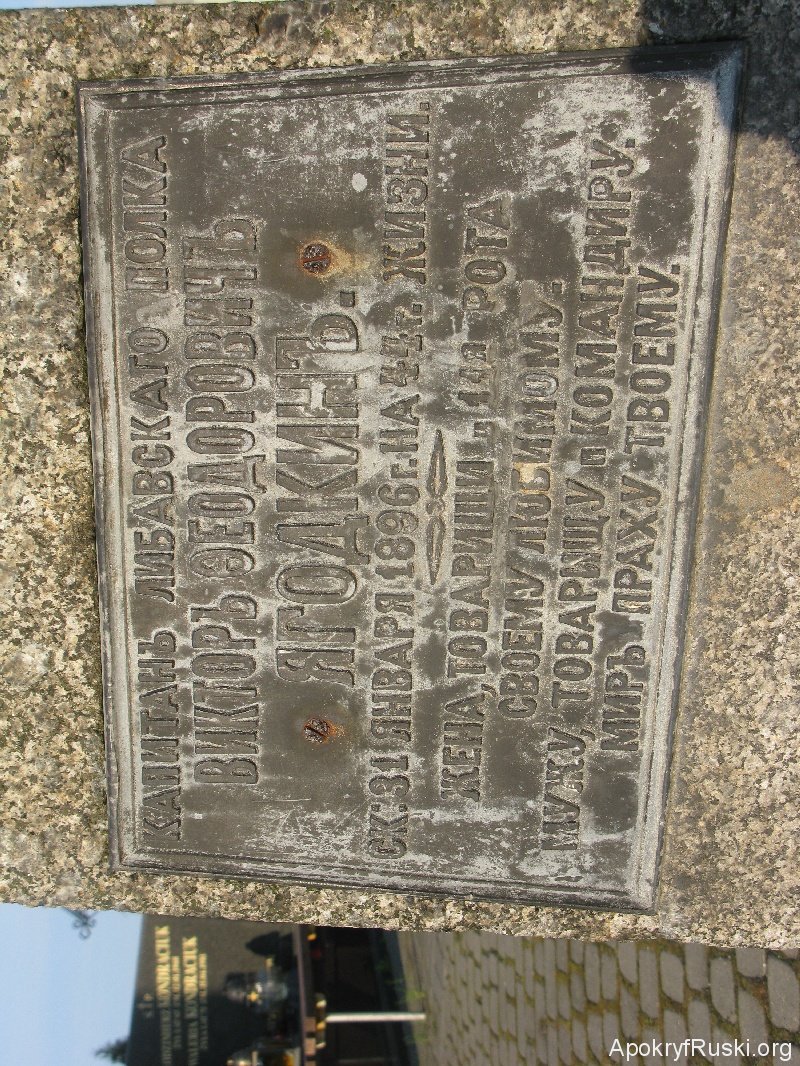 КАПИТАНЪ ЛИБАВСКАГО ПОЛКА
ВИКТОРЪ ѲЕОДОРОВИЧЪ
ЯГОДКИНЪ.
СК. 31 ЯНВАРЯ 1896 г. НА 44 г. ЖИЗНИ.
ЖЕНА, ТОВАРИЩИ и 14я РОТА
СВОЕМУ ЛЮБИМОМУ.
МУЖУ, ТОВАРИЩУ и КОМАНДИРУ.
МИРЪ ПРАХУ ТВОЕМУ.
ApokryfRuski.org